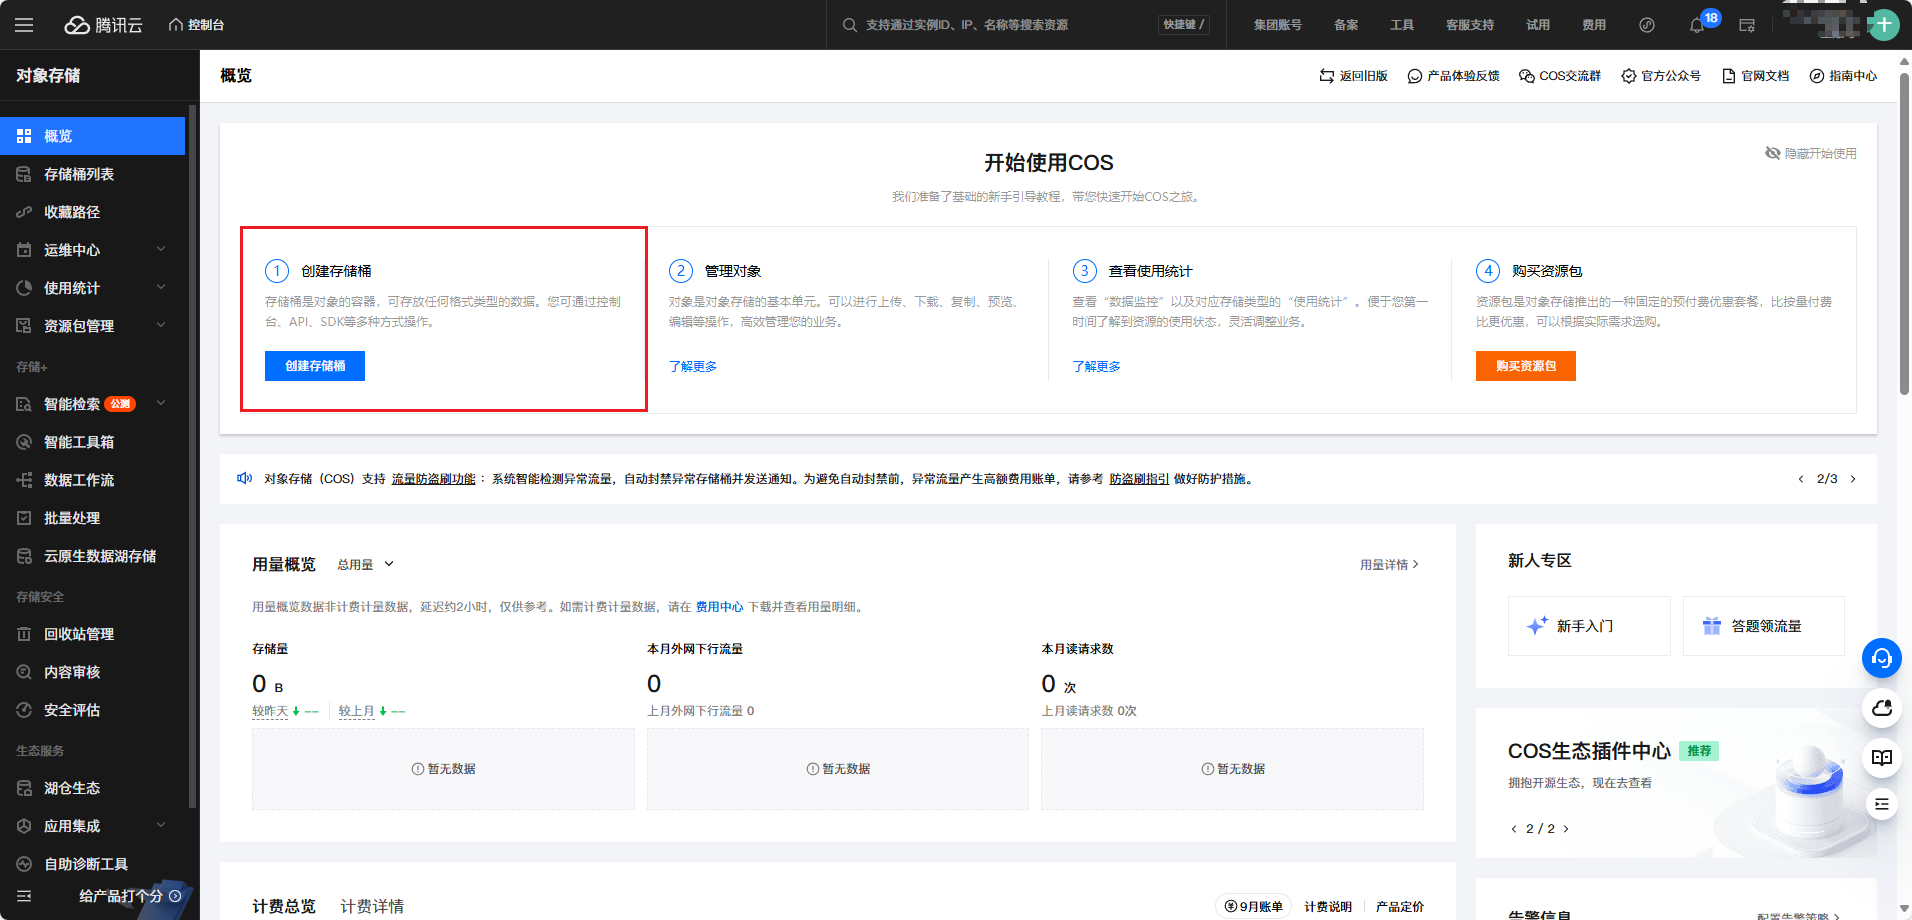 腾讯云
控制台
支持通过实例ID、IP、名称等搜索资源
快捷键 /
集团账号
备案
工具
客服支持
试用
费用
18
对象存储
概览
存储桶列表
收藏路径
运维中心
使用统计
资源包管理
存储+
智能检索 公测
智能工具箱
数据工作流
批量处理
云原生数据湖存储
存储安全
回收站管理
内容审核
安全评估
生态服务
湖仓生态
应用集成
自助诊断工具
给产品打个分
概览
返回旧版
产品体验反馈
COS交流群
官方公众号
官网文档
指南中心
开始使用COS
隐藏开始使用
我们准备了基础的新手引导教程，带您快速开始COS之旅。
1 创建存储桶
存储桶是对象的容器，可存放任何格式类型的数据。您可通过控制
台、API、SDK等多种方式操作。
创建存储桶
2 管理对象
对象是对象存储的基本单元。可以进行上传、下载、复制、预览、
编辑等操作，高效管理您的业务。
了解更多
3 查看使用统计
查看“数据监控”以及对应存储类型的“使用统计”。便于您第一
时间了解到资源的使用状态，灵活调整业务。
了解更多
4 购买资源包
资源包是对象存储推出的一种固定的预付费优惠套餐，比按量付费
比更优惠，可以根据实际需求选购。
购买资源包
对象存储（COS）支持 流量防盗刷功能 ：系统智能检测异常流量，自动封禁异常存储桶并发送通知。为避免自动封禁前，异常流量产生高额费用账单，请参考 防盗刷指引 做好防护措施。
2/3
用量概览 总用量
用量详情
用量概览数据非计费计量数据，延迟约2小时，仅供参考。如需计费计量数据，请在 费用中心 下载并查看用量明细。
存储量
0 B
较昨天 -- 较上月 --
暂无数据
本月外网下行流量
0
上月外网下行流量 0
暂无数据
本月读请求数
0 次
上月读请求数 0次
暂无数据
新人专区
新手入门
答题领流量
COS生态插件中心 推荐
拥抱开源生态，现在去查看
2 / 2
计费总览 计费详情
9月账单
计费说明
产品定价
告警信息
配置告警策略